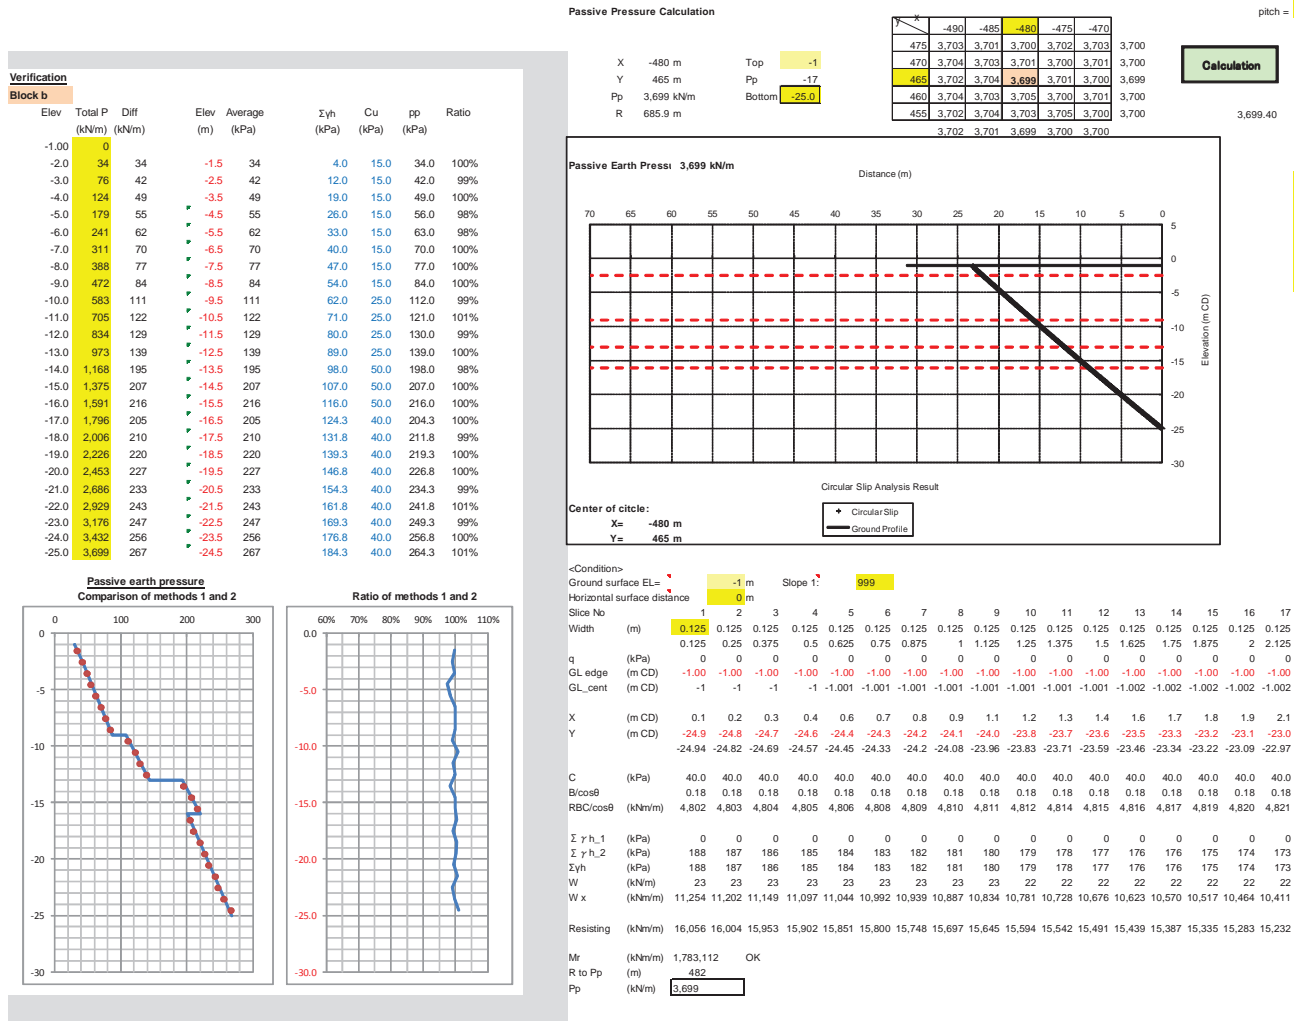 Passive Pressure Calculation
pitch =
y x -490 -485 -480 -475 -470
475 3,703 3,701 3,700 3,702 3,703 3,700
470 3,704 3,703 3,701 3,700 3,701 3,700
465 3,702 3,704 3,699 3,701 3,700 3,699
460 3,704 3,703 3,705 3,700 3,701 3,700
455 3,702 3,704 3,703 3,705 3,700 3,700
3,702 3,701 3,699 3,700 3,700
Calculation
3,699.40
X -480 m Top -1
Y 465 m Pp -17
Pp 3,699 kN/m Bottom -25.0
R 685.9 m
Verification
Block b
Elev Total P Diff Elev Average Σγh Cu pp Ratio
(kN/m) (kN/m) (m) (kPa) (kPa) (kPa) (kPa)
-1.00 0
-2.0 34 34 -1.5 34 4.0 15.0 34.0 100%
-3.0 76 42 -2.5 42 12.0 15.0 42.0 99%
-4.0 124 49 -3.5 49 19.0 15.0 49.0 100%
-5.0 179 55 -4.5 55 26.0 15.0 56.0 98%
-6.0 241 62 -5.5 62 33.0 15.0 63.0 98%
-7.0 311 70 -6.5 70 40.0 15.0 70.0 100%
-8.0 388 77 -7.5 77 47.0 15.0 77.0 100%
-9.0 472 84 -8.5 84 54.0 15.0 84.0 100%
-10.0 583 111 -9.5 111 62.0 25.0 112.0 99%
-11.0 705 122 -10.5 122 71.0 25.0 121.0 101%
-12.0 834 129 -11.5 129 80.0 25.0 130.0 99%
-13.0 973 139 -12.5 139 89.0 25.0 139.0 100%
-14.0 1,168 195 -13.5 195 98.0 50.0 198.0 98%
-15.0 1,375 207 -14.5 207 107.0 50.0 207.0 100%
-16.0 1,591 216 -15.5 216 116.0 50.0 216.0 100%
-17.0 1,796 205 -16.5 205 124.3 40.0 204.3 100%
-18.0 2,006 210 -17.5 210 131.8 40.0 211.8 99%
-19.0 2,226 220 -18.5 220 139.3 40.0 219.3 100%
-20.0 2,453 227 -19.5 227 146.8 40.0 226.8 100%
-21.0 2,686 233 -20.5 233 154.3 40.0 234.3 99%
-22.0 2,929 243 -21.5 243 161.8 40.0 241.8 101%
-23.0 3,176 247 -22.5 247 169.3 40.0 249.3 99%
-24.0 3,432 256 -23.5 256 176.8 40.0 256.8 100%
-25.0 3,699 267 -24.5 267 184.3 40.0 264.3 101%
Passive Earth Pressu 3,699 kN/m
Distance (m)
70 65 60 55 50 45 40 35 30 25 20 15 10 5 0
5
0
-5
-10
-15
-20
-25
-30
Elevation (m CD)
Circular Slip Analysis Result
Circular Slip
Ground Profile
Center of citcle:
X= -480 m
Y= 465 m
Passive earth pressure
Comparison of methods 1 and 2
0 100 200 300
0
-5
-10
-15
-20
-25
-30
Ratio of methods 1 and 2
60% 70% 80% 90% 100% 110%
0.0
-5.0
-10.0
-15.0
-20.0
-25.0
-30.0
<Condition>
Ground surface EL= -1 m Slope 1: 999
Horizontal surface distance 0 m
Slice No 1 2 3 4 5 6 7 8 9 10 11 12 13 14 15 16 17
Width (m) 0.125 0.125 0.125 0.125 0.125 0.125 0.125 0.125 0.125 0.125 0.125 0.125 0.125 0.125 0.125 0.125 0.125
0.125 0.25 0.375 0.5 0.625 0.75 0.875 1 1.125 1.25 1.375 1.5 1.625 1.75 1.875 2 2.125
q (kPa) 0 0 0 0 0 0 0 0 0 0 0 0 0 0 0 0 0
GL edge (m CD) -1.00 -1.00 -1.00 -1.00 -1.00 -1.00 -1.00 -1.00 -1.00 -1.00 -1.00 -1.00 -1.00 -1.00 -1.00 -1.00 -1.00
GL_cent (m CD) -1 -1 -1 -1 -1.001 -1.001 -1.001 -1.001 -1.001 -1.001 -1.001 -1.001 -1.002 -1.002 -1.002 -1.002 -1.002
X (m CD) 0.1 0.2 0.3 0.4 0.6 0.7 0.8 0.9 1.1 1.2 1.3 1.4 1.6 1.7 1.8 1.9 2.1
Y (m CD) -24.9 -24.8 -24.7 -24.6 -24.4 -24.3 -24.2 -24.1 -24.0 -23.8 -23.7 -23.6 -23.5 -23.3 -23.2 -23.1 -23.0
-24.94 -24.82 -24.69 -24.57 -24.45 -24.33 -24.2 -24.08 -23.96 -23.83 -23.71 -23.59 -23.46 -23.34 -23.22 -23.09 -22.97
C (kPa) 40.0 40.0 40.0 40.0 40.0 40.0 40.0 40.0 40.0 40.0 40.0 40.0 40.0 40.0 40.0 40.0 40.0
B/cosθ 0.18 0.18 0.18 0.18 0.18 0.18 0.18 0.18 0.18 0.18 0.18 0.18 0.18 0.18 0.18 0.18 0.18
RBC/cosθ (kNm/m) 4,802 4,803 4,804 4,805 4,806 4,808 4,809 4,810 4,811 4,812 4,814 4,815 4,816 4,817 4,819 4,820 4,821
Σγh_1 (kPa) 0 0 0 0 0 0 0 0 0 0 0 0 0 0 0 0 0
Σγh_2 (kPa) 188 187 186 185 184 183 182 181 180 179 178 177 176 176 175 174 173
Σγh (kPa) 188 187 186 185 184 183 182 181 180 179 178 177 176 176 175 174 173
W (kN/m) 23 23 23 23 23 23 23 23 23 22 22 22 22 22 22 22 22
W x (kNm/m) 11,254 11,202 11,149 11,097 11,044 10,992 10,939 10,887 10,834 10,781 10,728 10,676 10,623 10,570 10,517 10,464 10,411
Resisting (kNm/m) 16,056 16,004 15,953 15,902 15,851 15,800 15,748 15,697 15,645 15,594 15,542 15,491 15,439 15,387 15,335 15,283 15,232
Mr (kNm/m) 1,783,112 OK
R to Pp (m) 482
Pp (kN/m) 3,699